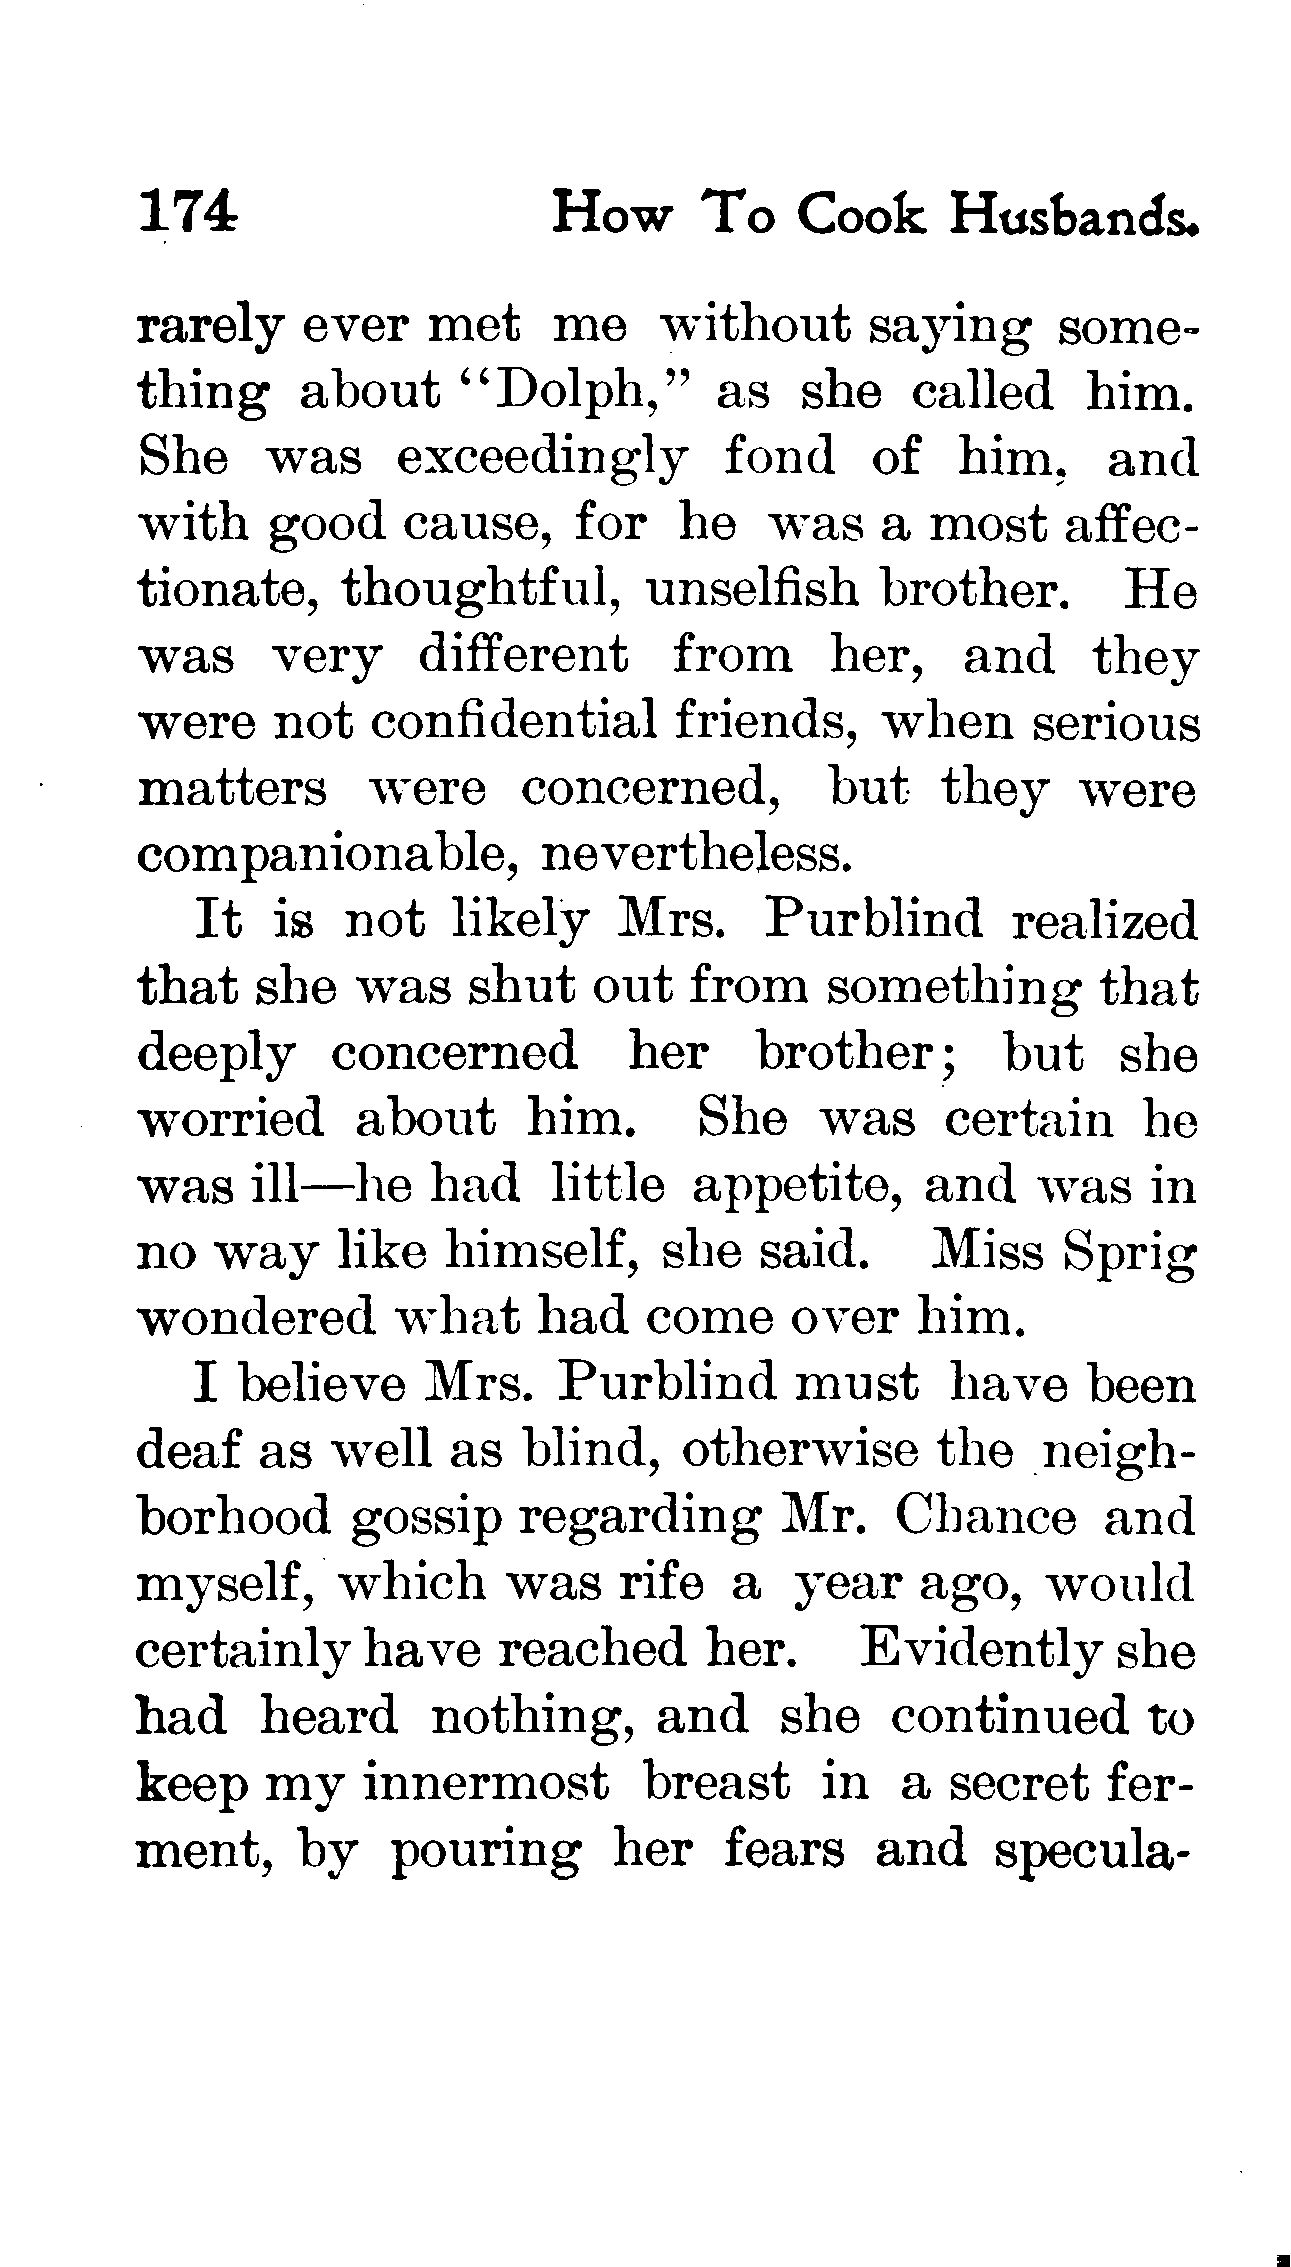 174 How To Cook Husbands.
rarely ever met me without saying some-
thing about "Dolph," as she called him.
She was exceedingly fond of him, and
with good cause, for he was a most affec-
tionate, thoughtful, unselfish brother. He
was very different from her, and they
were not confidential friends, when serious
matters were concerned, but they were
companionable, nevertheless.
It is not likely Mrs. Purblind realized
that she was shut out from something that
deeply concerned her brother; but she
worried about him. She was certain he
was ill—he had little appetite, and was in
no way like himself, she said. Miss Sprig
wondered what had come over him.
I believe Mrs. Purblind must have been
deaf as well as blind, otherwise the neigh-
borhood gossip regarding Mr. Chance and
myself, which was rife a year ago, would
certainly have reached her. Evidently she
had heard nothing, and she continued to
keep my innermost breast in a secret fer-
ment, by pouring her fears and specula-